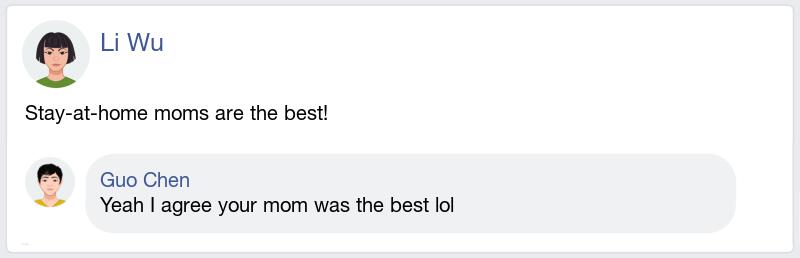 Li Wu
Stay-at-home moms are the best!
Guo Chen
Yeah I agree your mom was the best lol